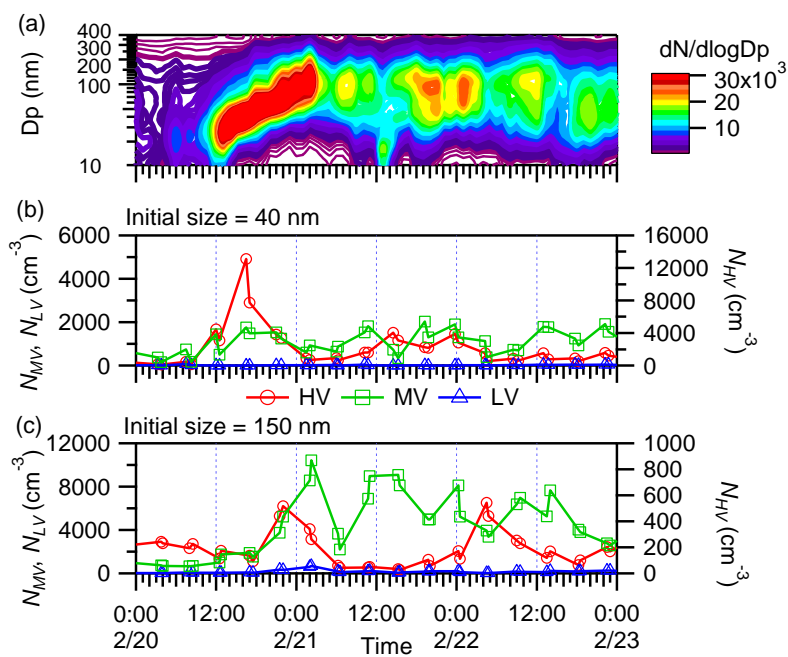 (a)
400
300
200
100
10
Dp (nm)
dN/dlogDp
30x10³
20
10
(b)
Initial size = 40 nm
6000
4000
2000
0
N_MV, N_LV (cm⁻³)
16000
12000
8000
4000
0
N_HV (cm⁻³)
HV MV LV
(c)
Initial size = 150 nm
12000
8000
4000
0
N_MV, N_LV (cm⁻³)
1000
800
600
400
200
0
N_HV (cm⁻³)
0:00 12:00 0:00 12:00 0:00 12:00 0:00
2/20 2/21 2/22 2/23
Time